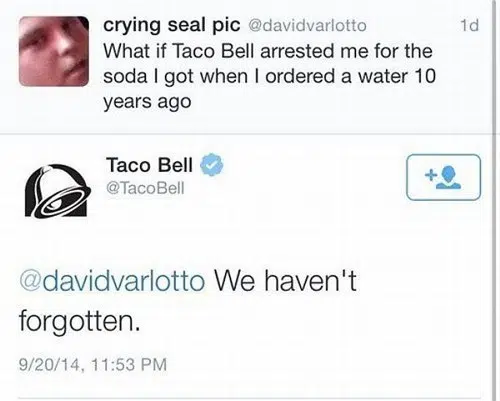 crying seal pic @davidvarlotto 1d
What if Taco Bell arrested me for the
soda I got when I ordered a water 10
years ago
Taco Bell
@TacoBell
@davidvarlotto We haven't
forgotten.
9/20/14, 11:53 PM